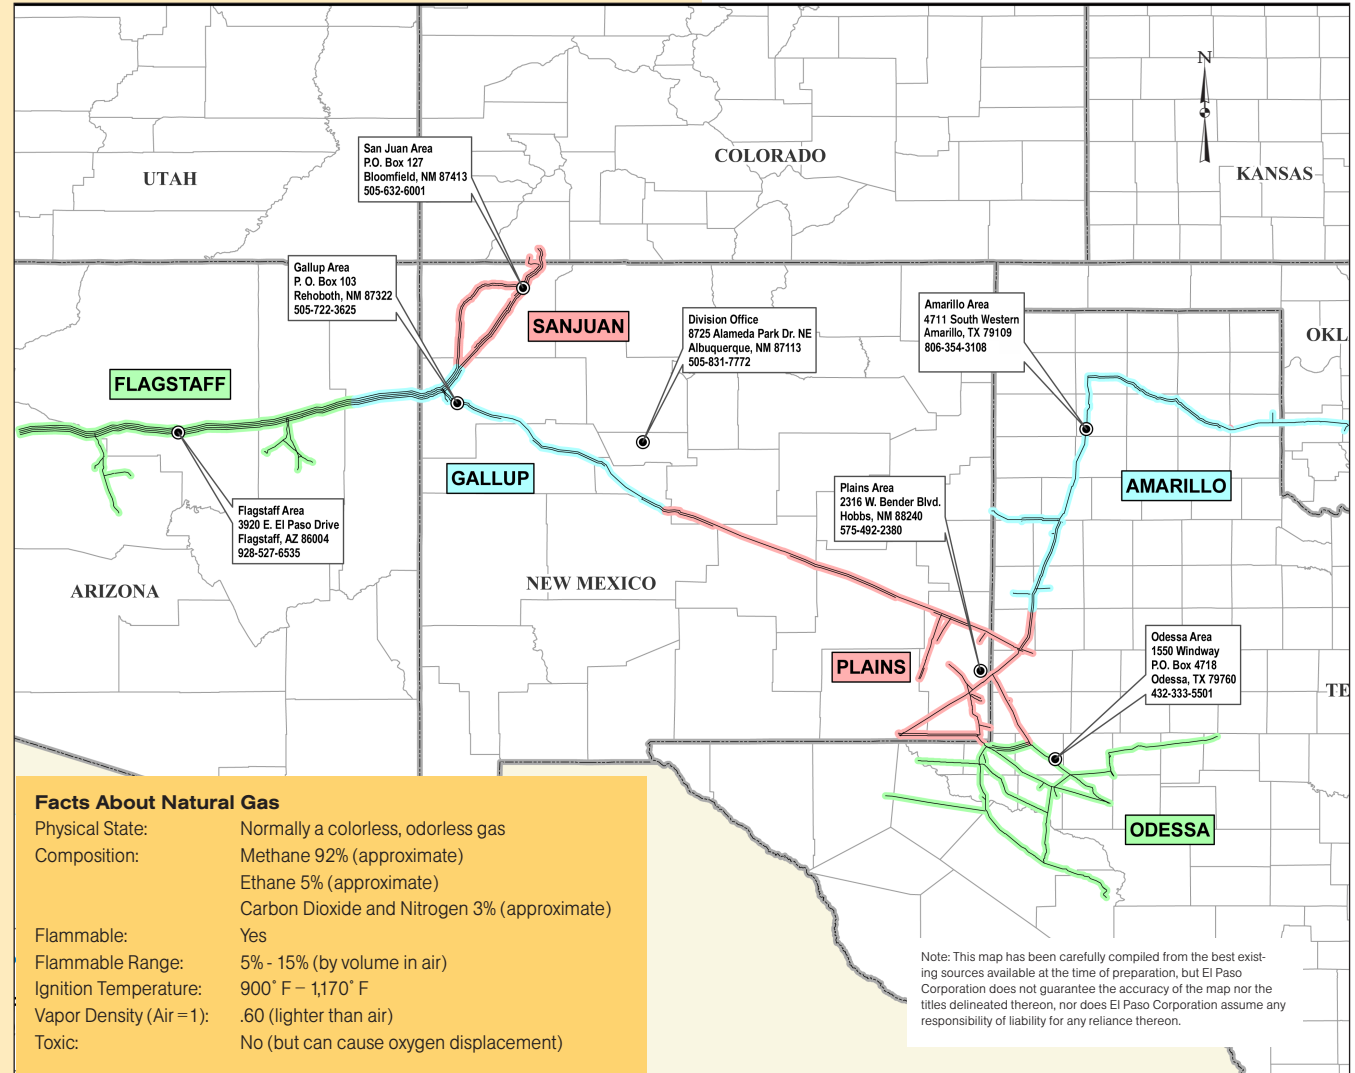 N
UTAH
COLORADO
KANSAS
San Juan Area
P.O. Box 127
Bloomfield, NM 87413
505-632-6001
Gallup Area
P. O. Box 103
Rehoboth, NM 87322
505-722-3625
SANJUAN
Division Office
8725 Alameda Park Dr. NE
Albuquerque, NM 87113
505-831-7772
Amarillo Area
4711 South Western
Amarillo, TX 79109
806-354-3108
OKL
FLAGSTAFF
GALLUP
AMARILLO
Plains Area
2316 W. Bender Blvd.
Hobbs, NM 88240
575-492-2380
Flagstaff Area
3920 E. El Paso Drive
Flagstaff, AZ 86004
928-527-6535
ARIZONA
NEW MEXICO
PLAINS
Odessa Area
1550 Windway
P.O. Box 4718
Odessa, TX 79760
432-333-5501
TE
ODESSA
Facts About Natural Gas
Physical State: Normally a colorless, odorless gas
Composition: Methane 92% (approximate)
Ethane 5% (approximate)
Carbon Dioxide and Nitrogen 3% (approximate)
Flammable: Yes
Flammable Range: 5% - 15% (by volume in air)
Ignition Temperature: 900˚ F – 1,170˚ F
Vapor Density (Air = 1): .60 (lighter than air)
Toxic: No (but can cause oxygen displacement)
Note: This map has been carefully compiled from the best exist-
ing sources available at the time of preparation, but El Paso
Corporation does not guarantee the accuracy of the map nor the
titles delineated thereon, nor does El Paso Corporation assume any
responsibility of liability for any reliance thereon.